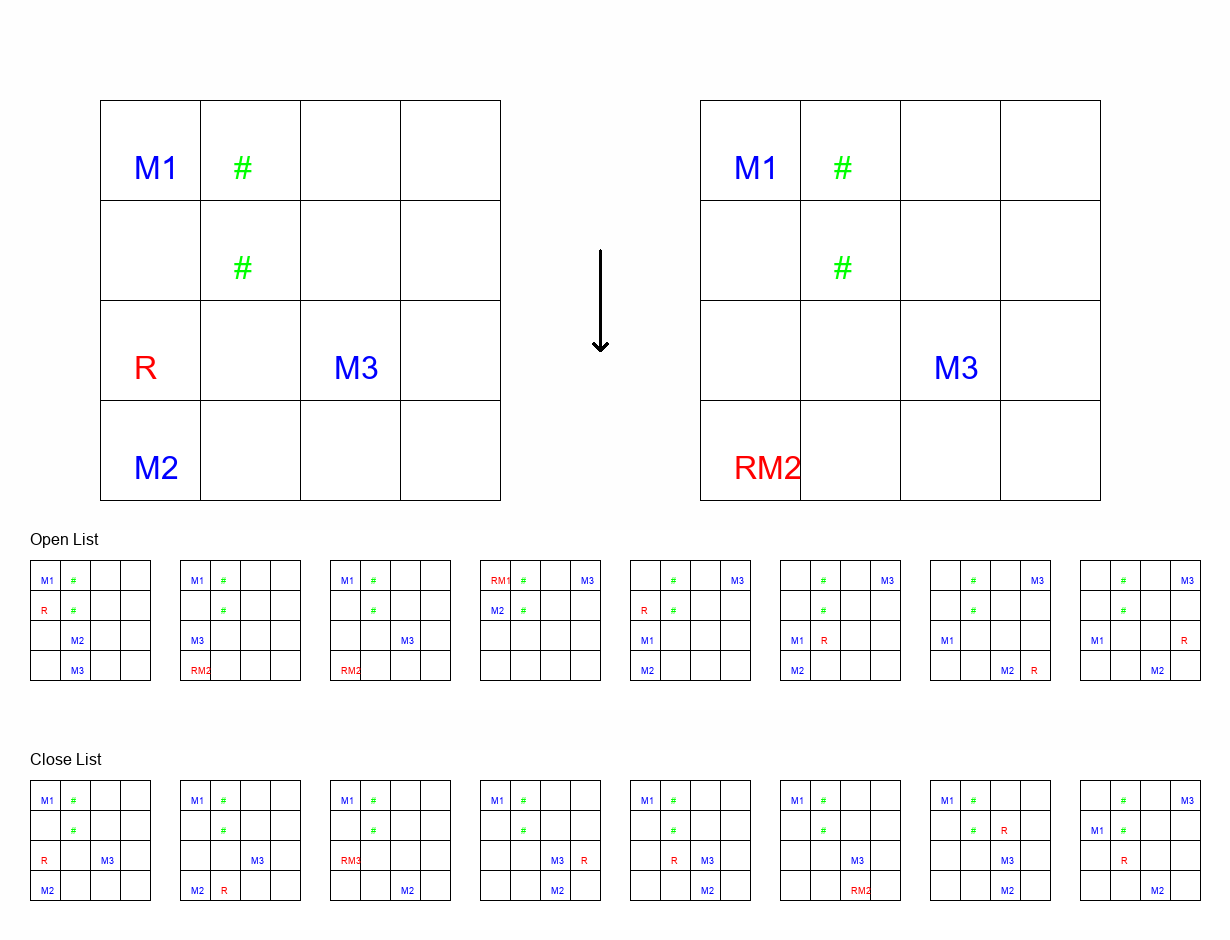 M1 # M1 #
# #
R M3 M3
M2 RM2
Open List
M1 # M1 # M1 # RM1 # M3 # M3 # M3 # M3 # M3
R # # # M2 # R # # # #
M2 M3 M3 M1 M1 R M1 M1 R
M3 RM2 RM2 M2 M2 M2 R M2
Close List
M1 # M1 # M1 # M1 # M1 # M1 # M1 # # M3
# # # # # # # R M1 #
R M3 M3 RM3 M3 R R M3 M3 M3 R
M2 M2 R M2 M2 M2 RM2 M2 M2